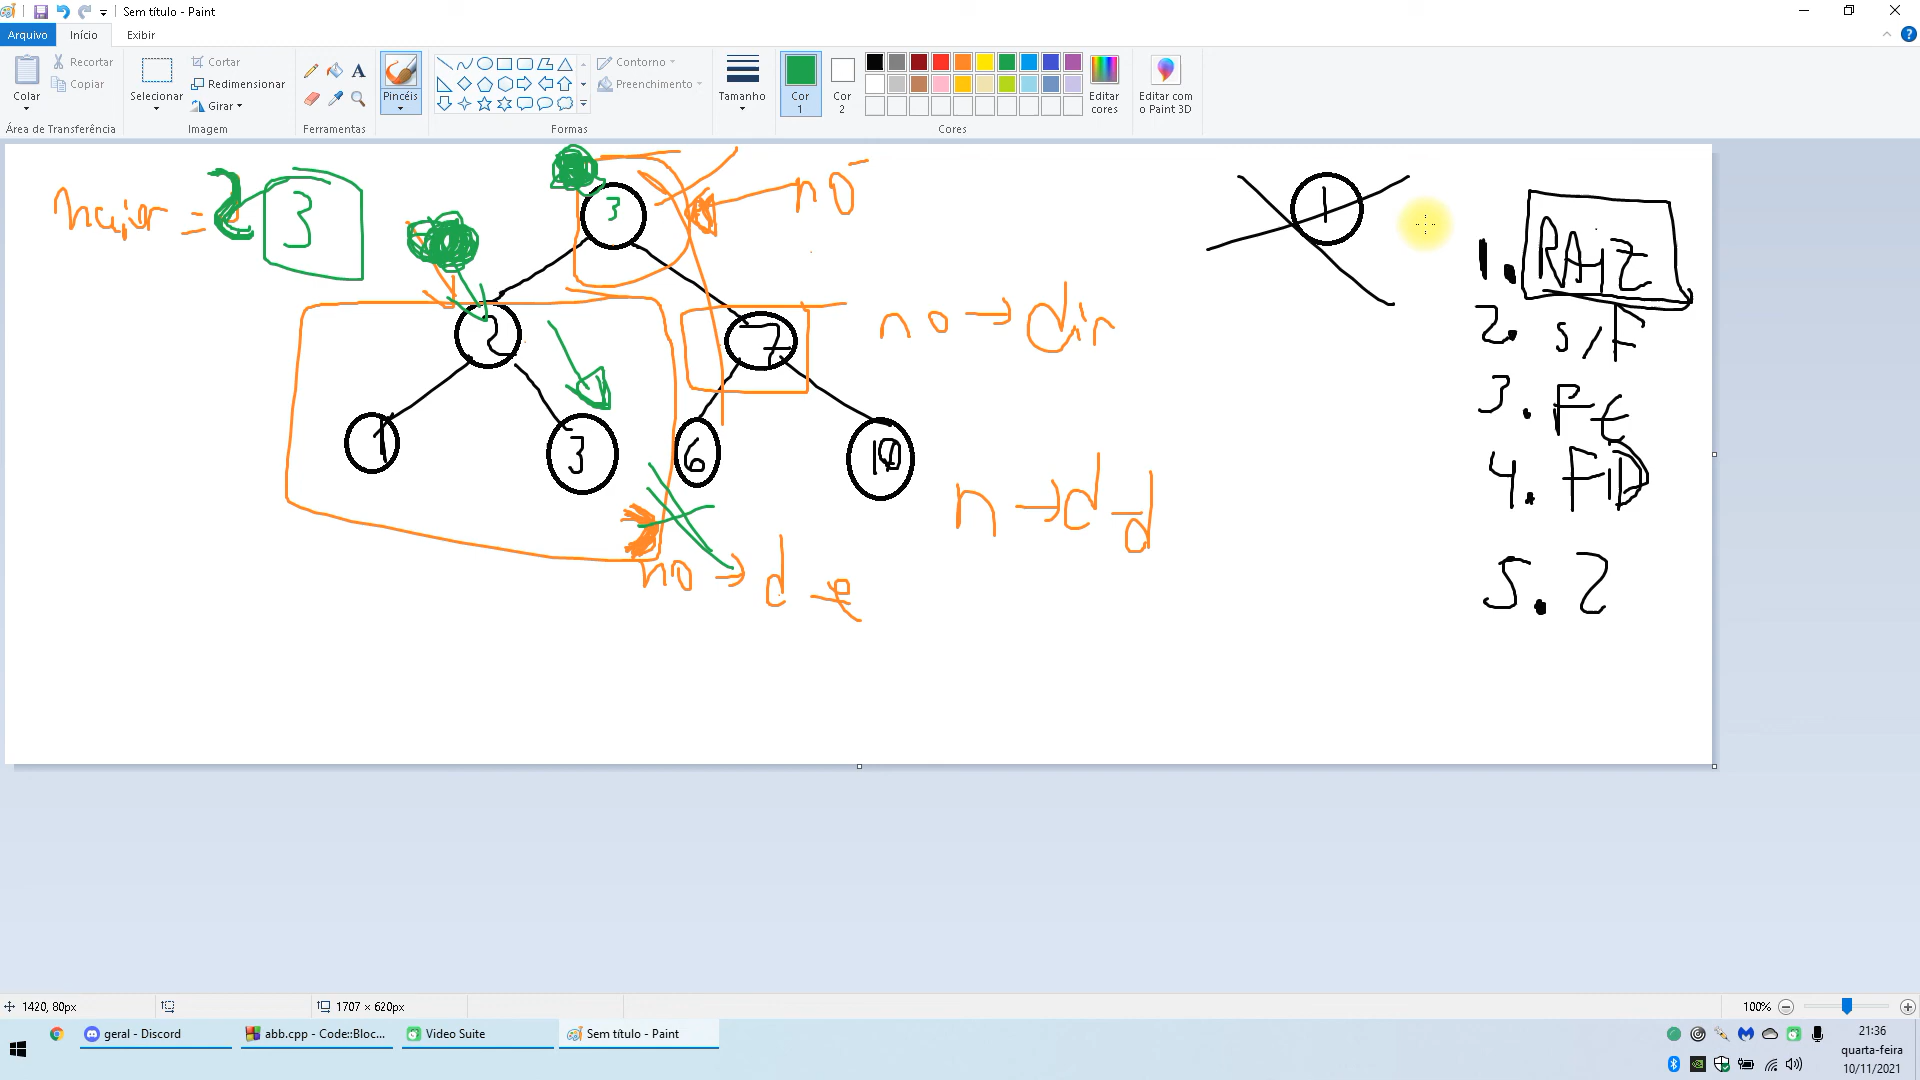 Sem título - Paint
Arquivo Início Exibir
Colar
Recortar
Copiar
Área de Transferência
Selecionar
Cortar
Redimensionar
Girar
Imagem
A
Pincéis
Ferramentas
Contorno
Preenchimento
Formas
Tamanho
Cor 1
Cor 2
Editar cores
Editar com o Paint 3D
Cores
maior = 2 3
3
nó
2
7
no → dir
1
3
6
10
n → d d
no → d e
1
1. RAIZ
2. S/F
3. FE
4. FD
5. 2
1420, 80px
1707 × 620px
100%
geral - Discord
abb.cpp - Code::Bloc...
Video Suite
Sem título - Paint
21:36
quarta-feira
10/11/2021